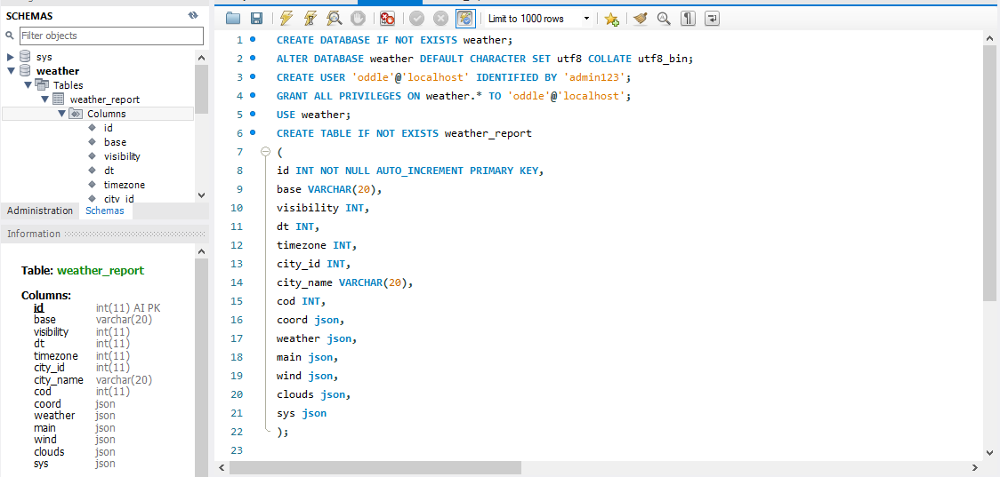 SCHEMAS
Filter objects
sys
weather
Tables
weather_report
Columns
id
base
visibility
dt
timezone
city_id
Administration Schemas
Information
Table: weather_report
Columns:
id int(11) AI PK
base varchar(20)
visibility int(11)
dt int(11)
timezone int(11)
city_id int(11)
city_name varchar(20)
cod int(11)
coord json
weather json
main json
wind json
clouds json
sys json
Limit to 1000 rows
1 CREATE DATABASE IF NOT EXISTS weather;
2 ALTER DATABASE weather DEFAULT CHARACTER SET utf8 COLLATE utf8_bin;
3 CREATE USER 'oddle'@'localhost' IDENTIFIED BY 'admin123';
4 GRANT ALL PRIVILEGES ON weather.* TO 'oddle'@'localhost';
5 USE weather;
6 CREATE TABLE IF NOT EXISTS weather_report
7 (
8 id INT NOT NULL AUTO_INCREMENT PRIMARY KEY,
9 base VARCHAR(20),
10 visibility INT,
11 dt INT,
12 timezone INT,
13 city_id INT,
14 city_name VARCHAR(20),
15 cod INT,
16 coord json,
17 weather json,
18 main json,
19 wind json,
20 clouds json,
21 sys json
22 );
23